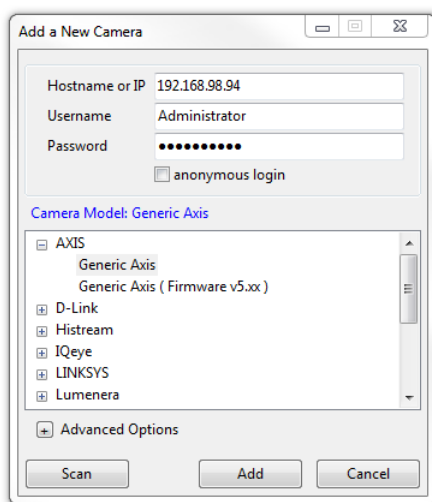 Add a New Camera
Hostname or IP 192.168.98.94
Username Administrator
Password ●●●●●●●●●●
anonymous login
Camera Model: Generic Axis
AXIS
Generic Axis
Generic Axis ( Firmware v5.xx )
D-Link
Histream
IQeye
LINKSYS
Lumenera
Advanced Options
Scan Add Cancel